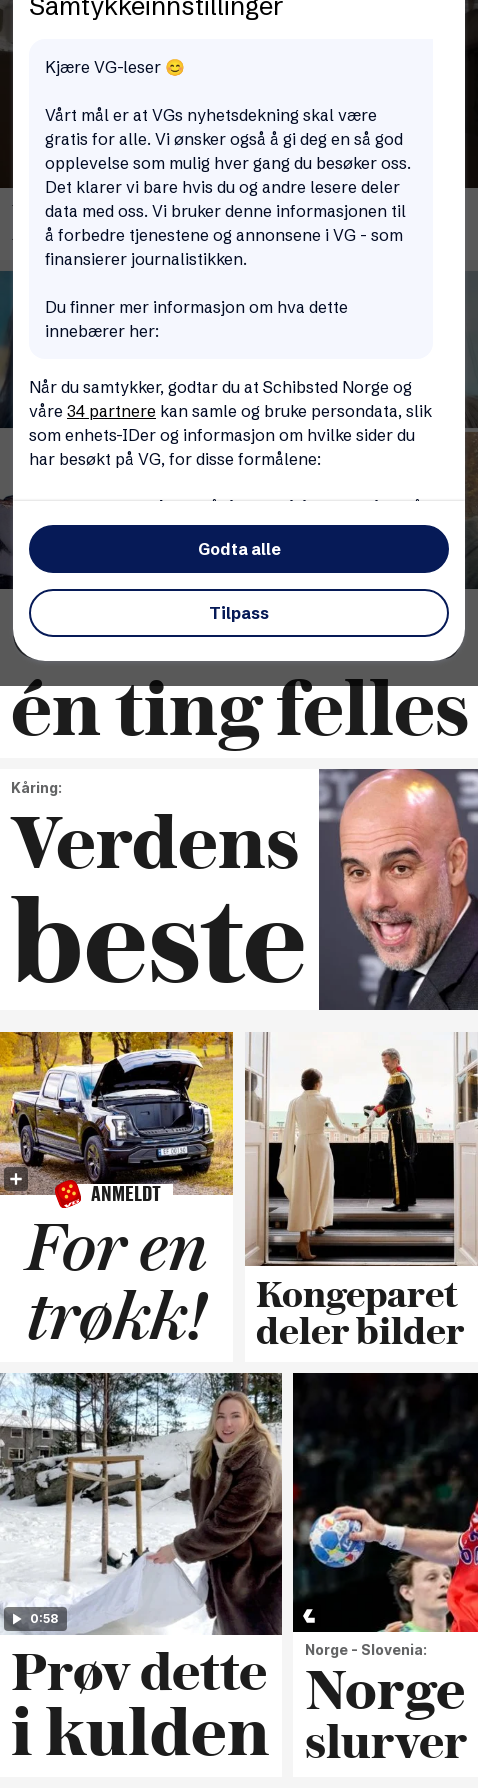 Samtykkeinnstillinger
Kjære VG-leser 😊
Vårt mål er at VGs nyhetsdekning skal være
gratis for alle. Vi ønsker også å gi deg en så god
opplevelse som mulig hver gang du besøker oss.
Det klarer vi bare hvis du og andre lesere deler
data med oss. Vi bruker denne informasjonen til
å forbedre tjenestene og annonsene i VG - som
finansierer journalistikken.
Du finner mer informasjon om hva dette
innebærer her:
Når du samtykker, godtar du at Schibsted Norge og
våre 34 partnere kan samle og bruke persondata, slik
som enhets-IDer og informasjon om hvilke sider du
har besøkt på VG, for disse formålene:
Godta alle
Tilpass
én ting felles
Kåring:
Verdens
beste
ANMELDT
For en
trøkk!
Kongeparet
deler bilder
0:58
Prøv dette
i kulden
Norge - Slovenia:
Norge
slurver